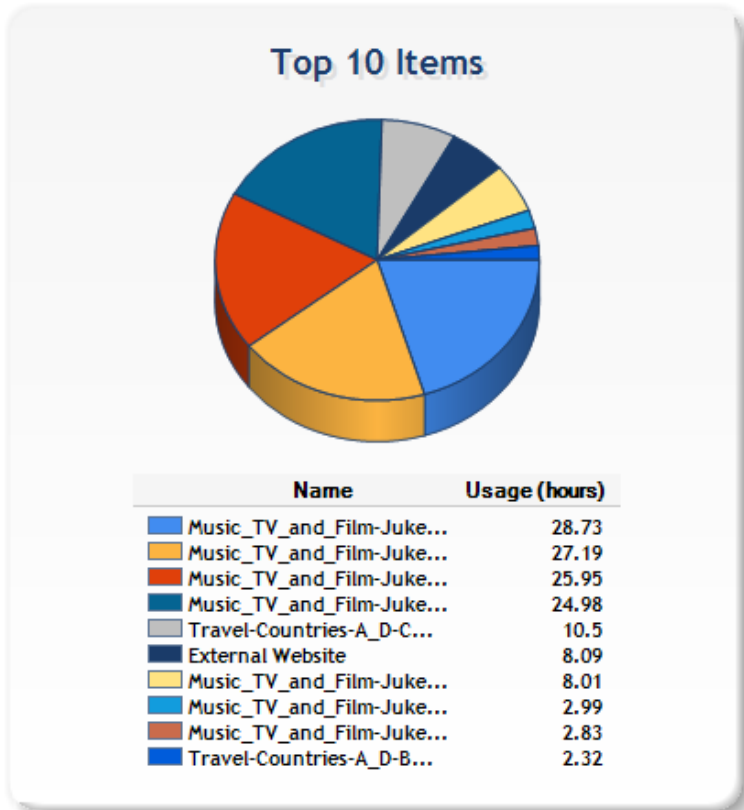 Top 10 Items
Name Usage (hours)
Music_TV_and_Film-Juke... 28.73
Music_TV_and_Film-Juke... 27.19
Music_TV_and_Film-Juke... 25.95
Music_TV_and_Film-Juke... 24.98
Travel-Countries-A_D-C... 10.5
External Website 8.09
Music_TV_and_Film-Juke... 8.01
Music_TV_and_Film-Juke... 2.99
Music_TV_and_Film-Juke... 2.83
Travel-Countries-A_D-B... 2.32